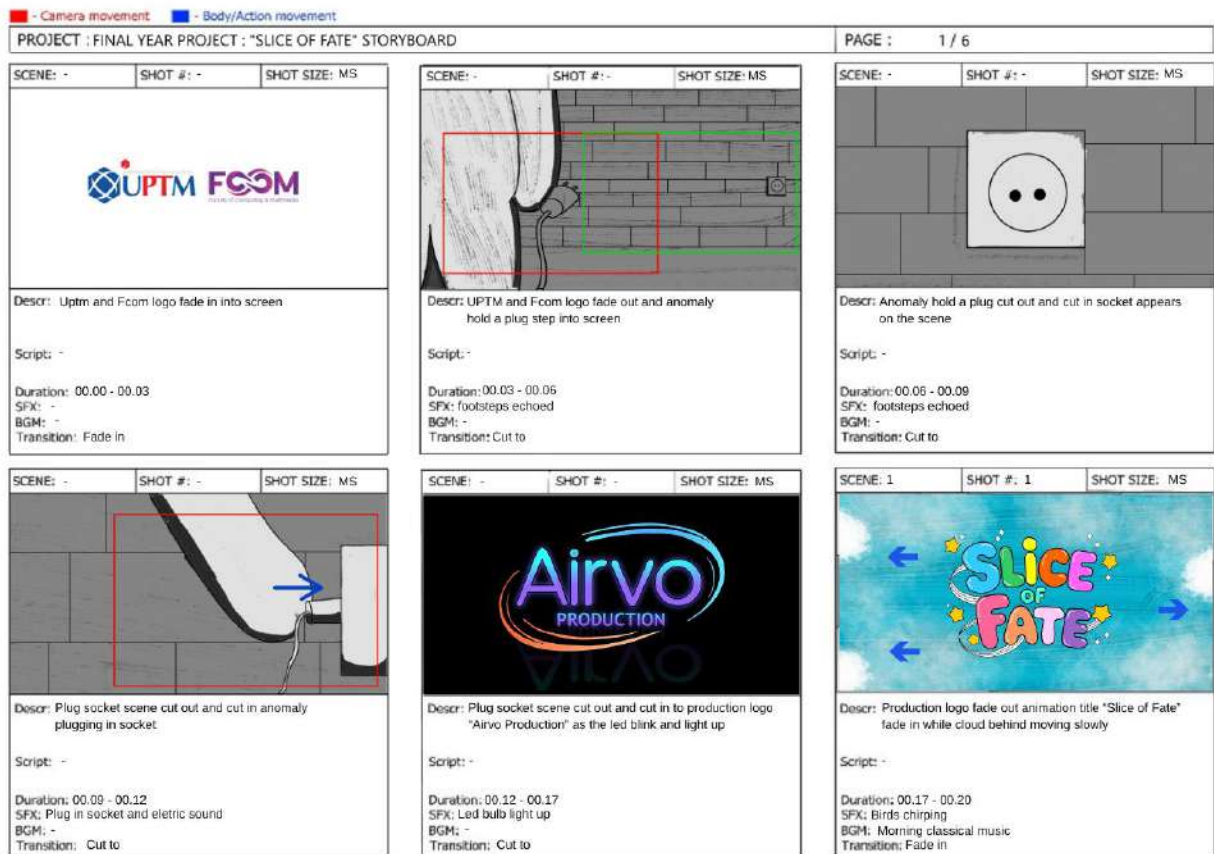 - Camera movement - Body/Action movement
PROJECT : FINAL YEAR PROJECT : "SLICE OF FATE" STORYBOARD PAGE : 1 / 6
SCENE: - SHOT #: - SHOT SIZE: MS
UPTM FCOM
Faculty of Computing & Multimedia
Descr: Uptm and Fcom logo fade in into screen
Script: -
Duration: 00.00 - 00.03
SFX: -
BGM: -
Transition: Fade in
SCENE: - SHOT #: - SHOT SIZE: MS
Descr: UPTM and Fcom logo fade out and anomaly
hold a plug step into screen
Script: -
Duration: 00.03 - 00.06
SFX: footsteps echoed
BGM: -
Transition: Cut to
SCENE: - SHOT #: - SHOT SIZE: MS
Descr: Anomaly hold a plug cut out and cut in socket appears
on the scene
Script: -
Duration: 00.06 - 00.09
SFX: footsteps echoed
BGM: -
Transition: Cut to
SCENE: - SHOT #: - SHOT SIZE: MS
Descr: Plug socket scene cut out and cut in anomaly
plugging in socket
Script: -
Duration: 00.09 - 00.12
SFX: Plug in socket and eletric sound
BGM: -
Transition: Cut to
SCENE: - SHOT #: - SHOT SIZE: MS
Airvo
PRODUCTION
Descr: Plug socket scene cut out and cut in to production logo
"Airvo Production" as the led blink and light up
Script: -
Duration: 00.12 - 00.17
SFX: Led bulb light up
BGM: -
Transition: Cut to
SCENE: 1 SHOT #: 1 SHOT SIZE: MS
SLiCE
OF
FATE
Descr: Production logo fade out animation title "Slice of Fate"
fade in while cloud behind moving slowly
Script: -
Duration: 00.17 - 00.20
SFX: Birds chirping
BGM: Morning classical music
Transition: Fade in